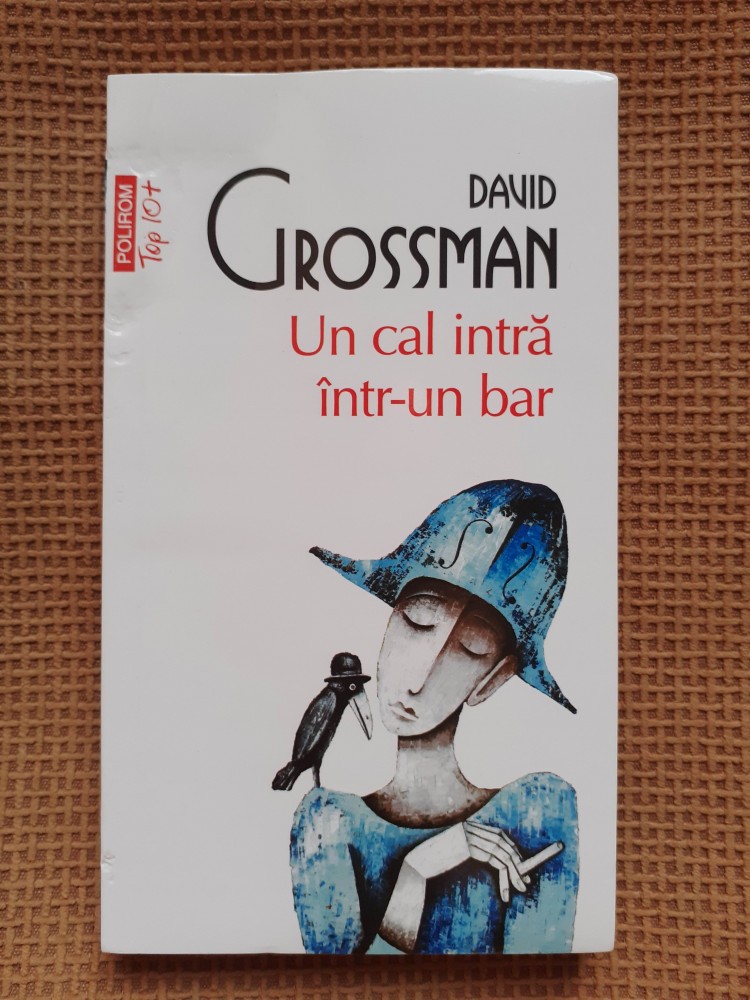 POLIROM
Top 10+
DAVID
GROSSMAN
Un cal intră
într-un bar